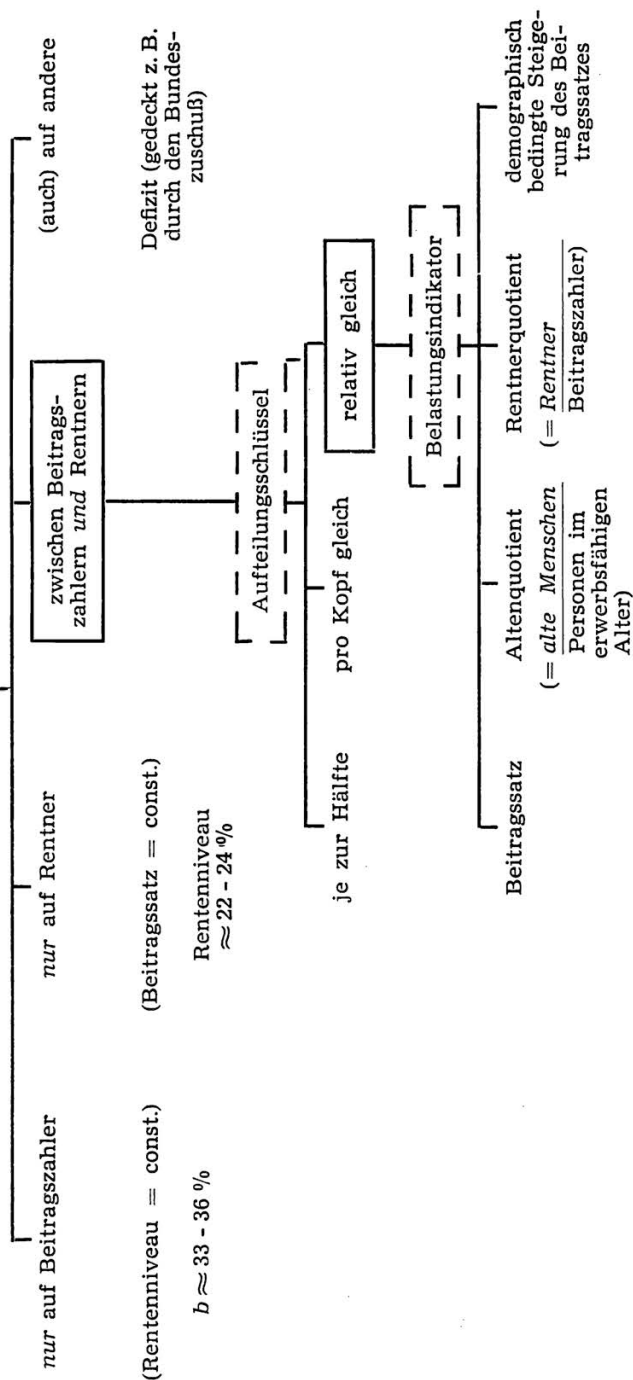 nur auf Beitragszahler
nur auf Rentner
zwischen Beitrags-
zahlern und Rentnern
(auch) auf andere
(Rentenniveau = const.)
b ≈ 33 - 36 %
(Beitragssatz = const.)
Rentenniveau
≈ 22 - 24 %
Defizit (gedeckt z. B.
durch den Bundes-
zuschuß)
Aufteilungsschlüssel
je zur Hälfte
pro Kopf gleich
relativ gleich
Belastungsindikator
Beitragssatz
Altenquotient
(= alte Menschen
Personen im
erwerbsfähigen
Alter)
Rentnerquotient
(= Rentner
Beitragszahler)
demographisch
bedingte Steige-
rung des Bei-
tragssatzes